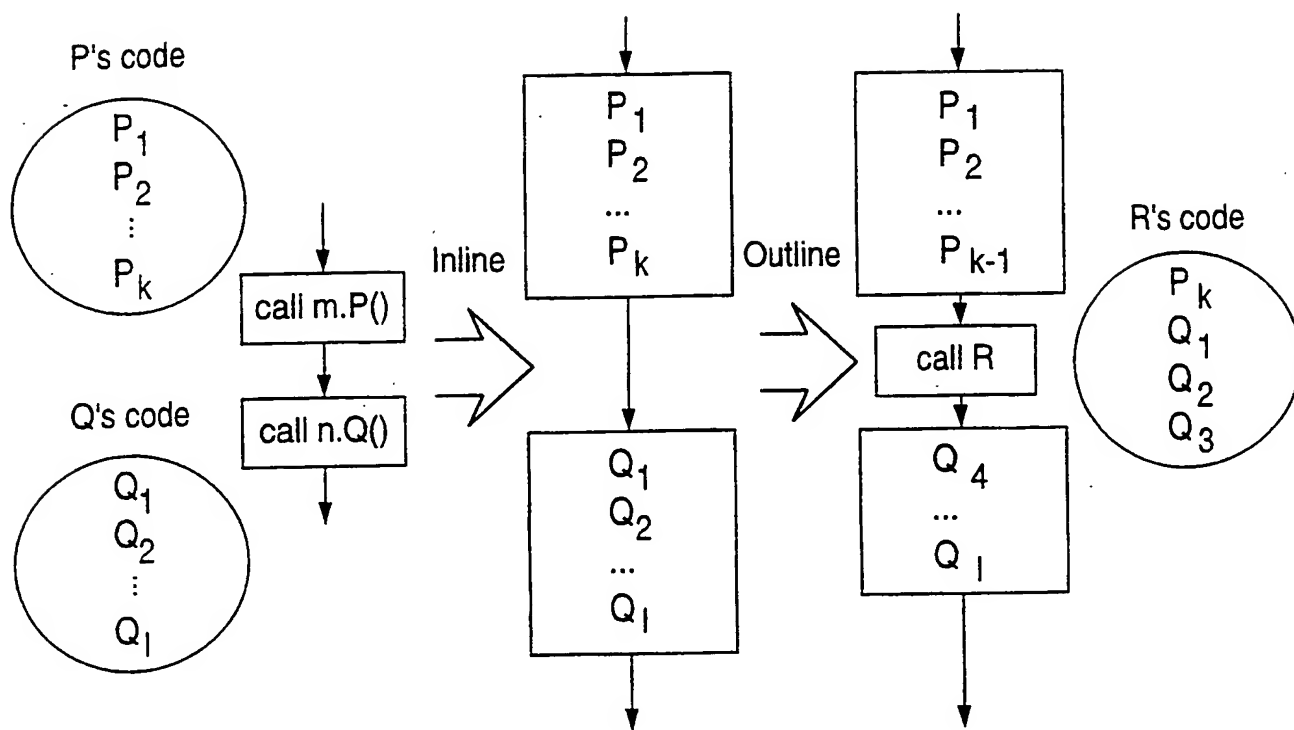 P's code
P₁
P₂
...
Pₖ
call m.P()
call n.Q()
Q's code
Q₁
Q₂
...
Qₗ
Inline
P₁
P₂
...
Pₖ
Q₁
Q₂
...
Qₗ
Outline
P₁
P₂
...
Pₖ₋₁
call R
Q₄
...
Qₗ
R's code
Pₖ
Q₁
Q₂
Q₃